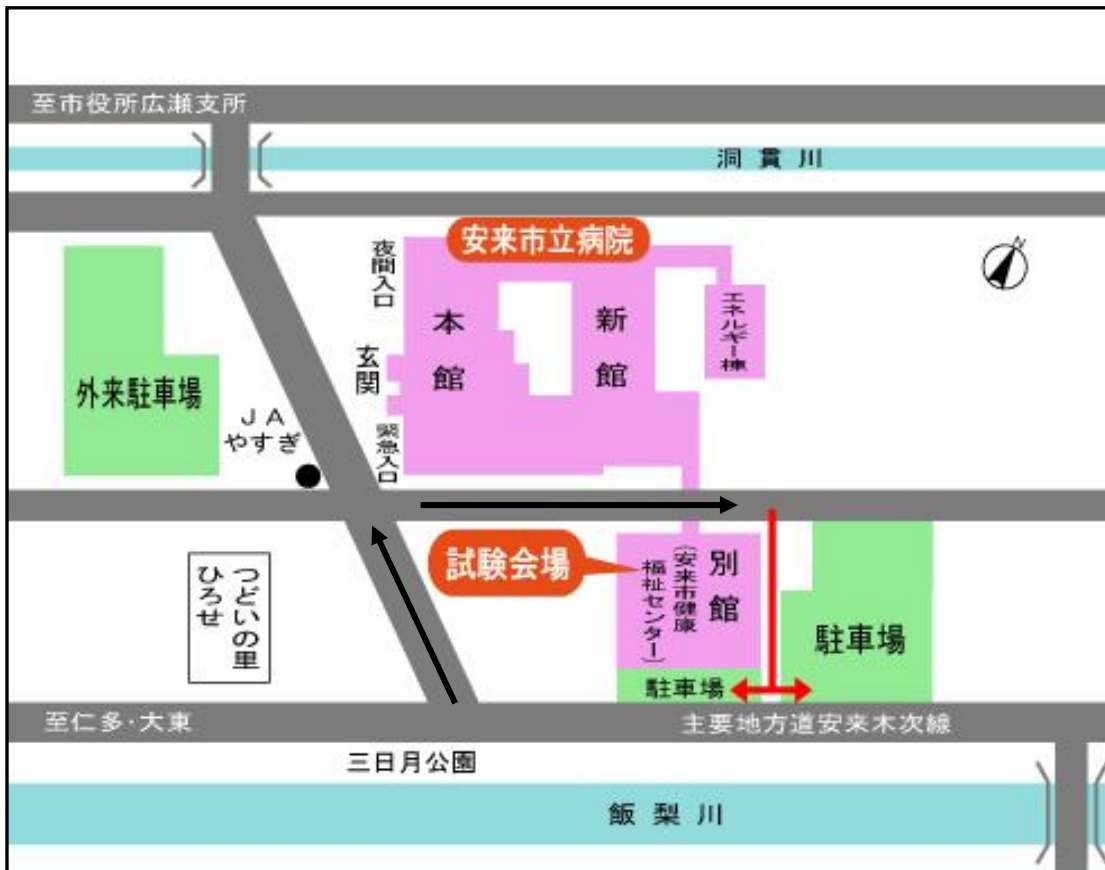 至市役所広瀬支所
洞貫川
安来市立病院
N
夜間入口
本館
新館
エネルギー棟
玄関
外来駐車場
JA
やすぎ
緊急入口
試験会場
別館
(安来市健康
福祉センター)
つどいの里
ひろせ
駐車場
駐車場
至仁多・大東
主要地方道安来木次線
三日月公園
飯梨川